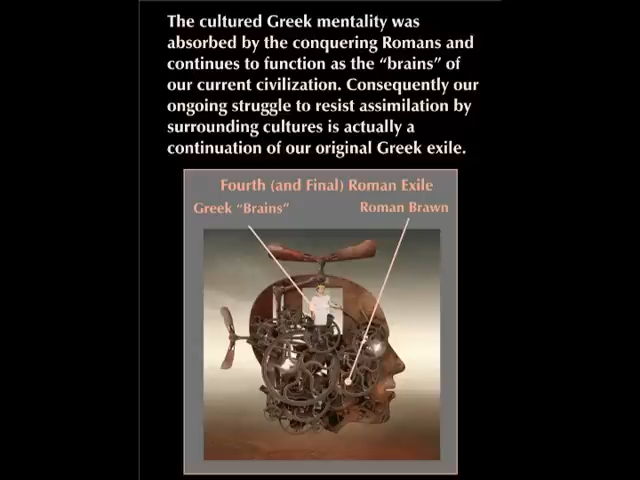 The cultured Greek mentality was
absorbed by the conquering Romans and
continues to function as the “brains” of
our current civilization. Consequently our
ongoing struggle to resist assimilation by
surrounding cultures is actually a
continuation of our original Greek exile.
Fourth (and Final) Roman Exile
Greek “Brains”
Roman Brawn